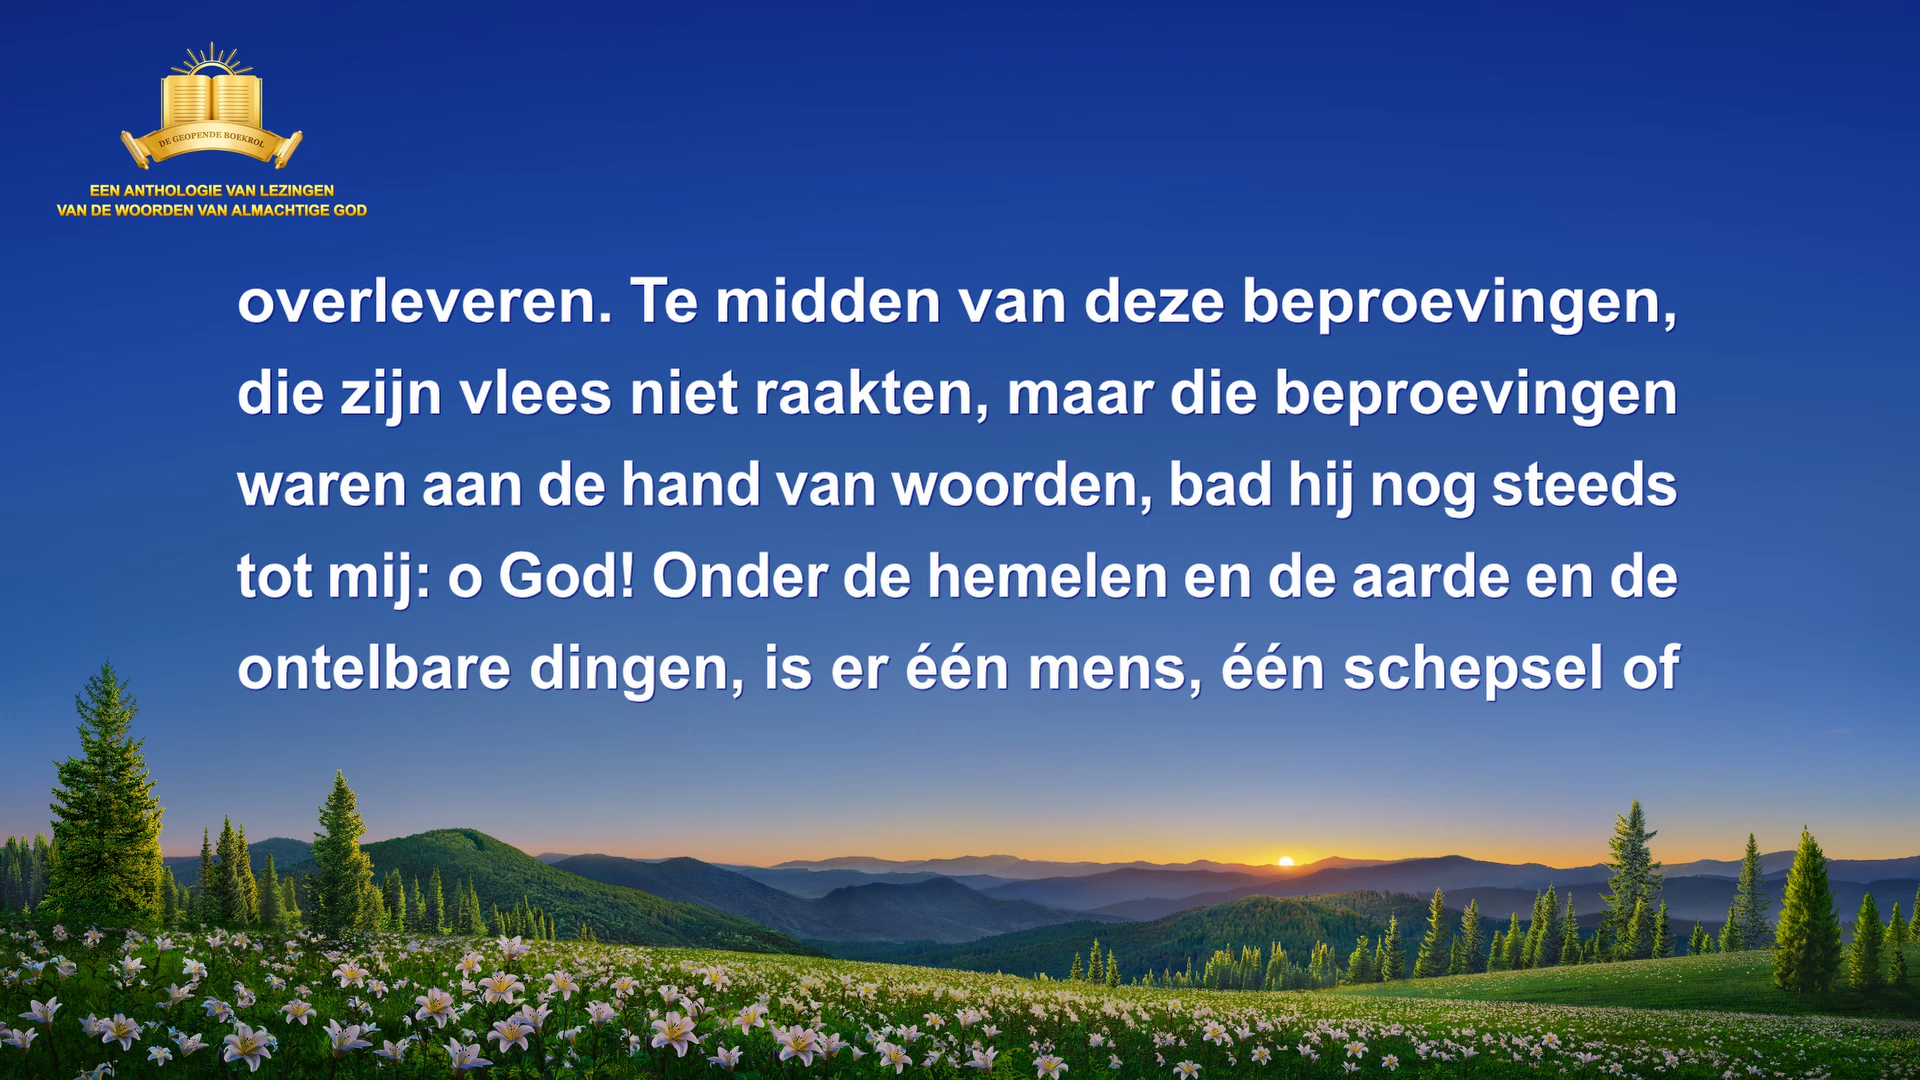 DE GEOPENDE BOEKROL
EEN ANTHOLOGIE VAN LEZINGEN
VAN DE WOORDEN VAN ALMACHTIGE GOD
overleveren. Te midden van deze beproevingen,
die zijn vlees niet raakten, maar die beproevingen
waren aan de hand van woorden, bad hij nog steeds
tot mij: o God! Onder de hemelen en de aarde en de
ontelbare dingen, is er één mens, één schepsel of